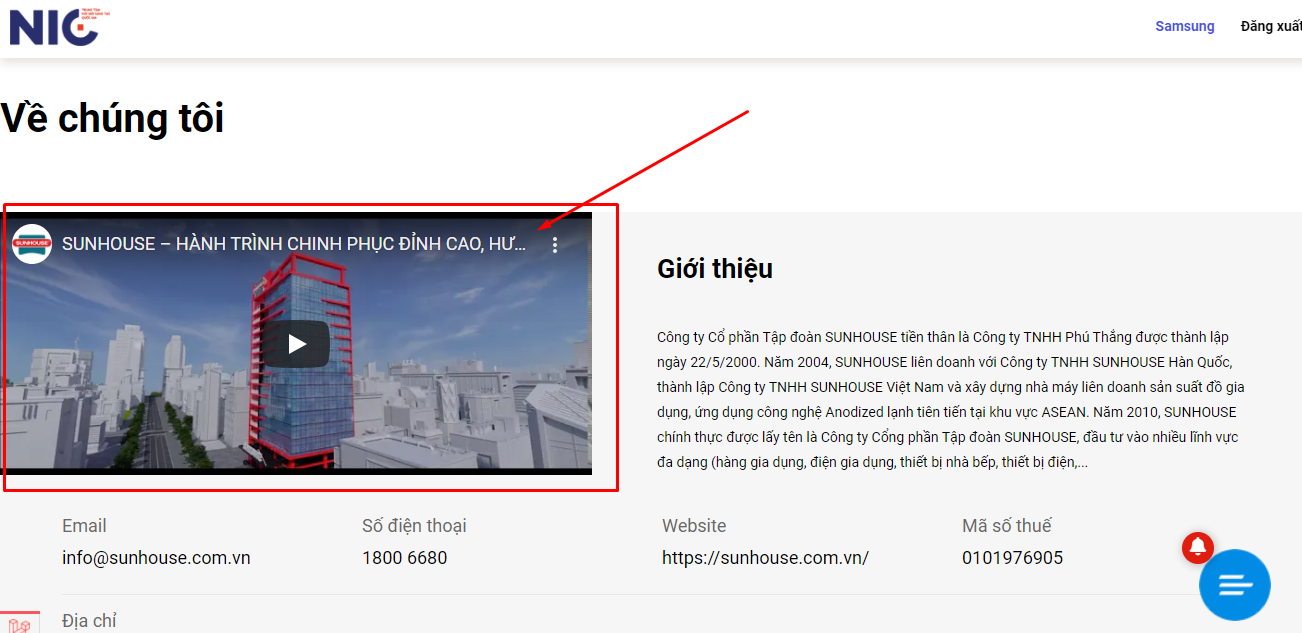 NIC
Samsung
Đăng xuất
Về chúng tôi
SUNHOUSE
SUNHOUSE – HÀNH TRÌNH CHINH PHỤC ĐỈNH CAO, HƯ...
Giới thiệu
Công ty Cổ phần Tập đoàn SUNHOUSE tiền thân là Công ty TNHH Phú Thắng được thành lập
ngày 22/5/2000. Năm 2004, SUNHOUSE liên doanh với Công ty TNHH SUNHOUSE Hàn Quốc,
thành lập Công ty TNHH SUNHOUSE Việt Nam và xây dựng nhà máy liên doanh sản suất đồ gia
dụng, ứng dụng công nghệ Anodized lạnh tiên tiến tại khu vực ASEAN. Năm 2010, SUNHOUSE
chính thực được lấy tên là Công ty Cổng phần Tập đoàn SUNHOUSE, đầu tư vào nhiều lĩnh vực
đa dạng (hàng gia dụng, điện gia dụng, thiết bị nhà bếp, thiết bị điện,...
Email
Số điện thoại
Website
Mã số thuế
info@sunhouse.com.vn
1800 6680
https://sunhouse.com.vn/
0101976905
Địa chỉ